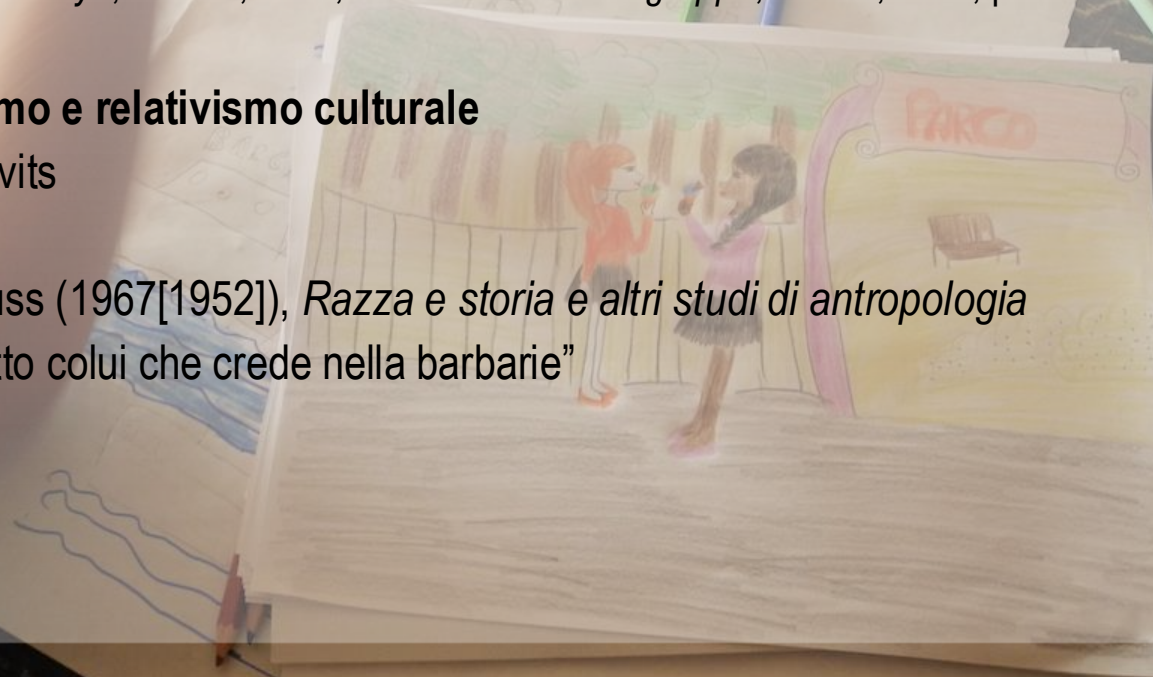 mo e relativismo culturale
PARCO
vits
uss (1967[1952]), Razza e storia e altri studi di antropologia
tto colui che crede nella barbarie”